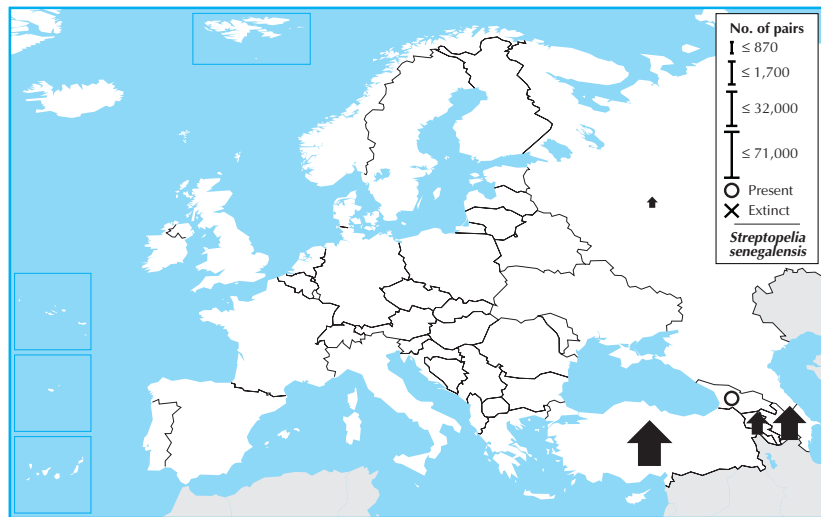 No. of pairs
≤ 870
≤ 1,700
≤ 32,000
≤ 71,000
Present
Extinct
Streptopelia
senegalensis